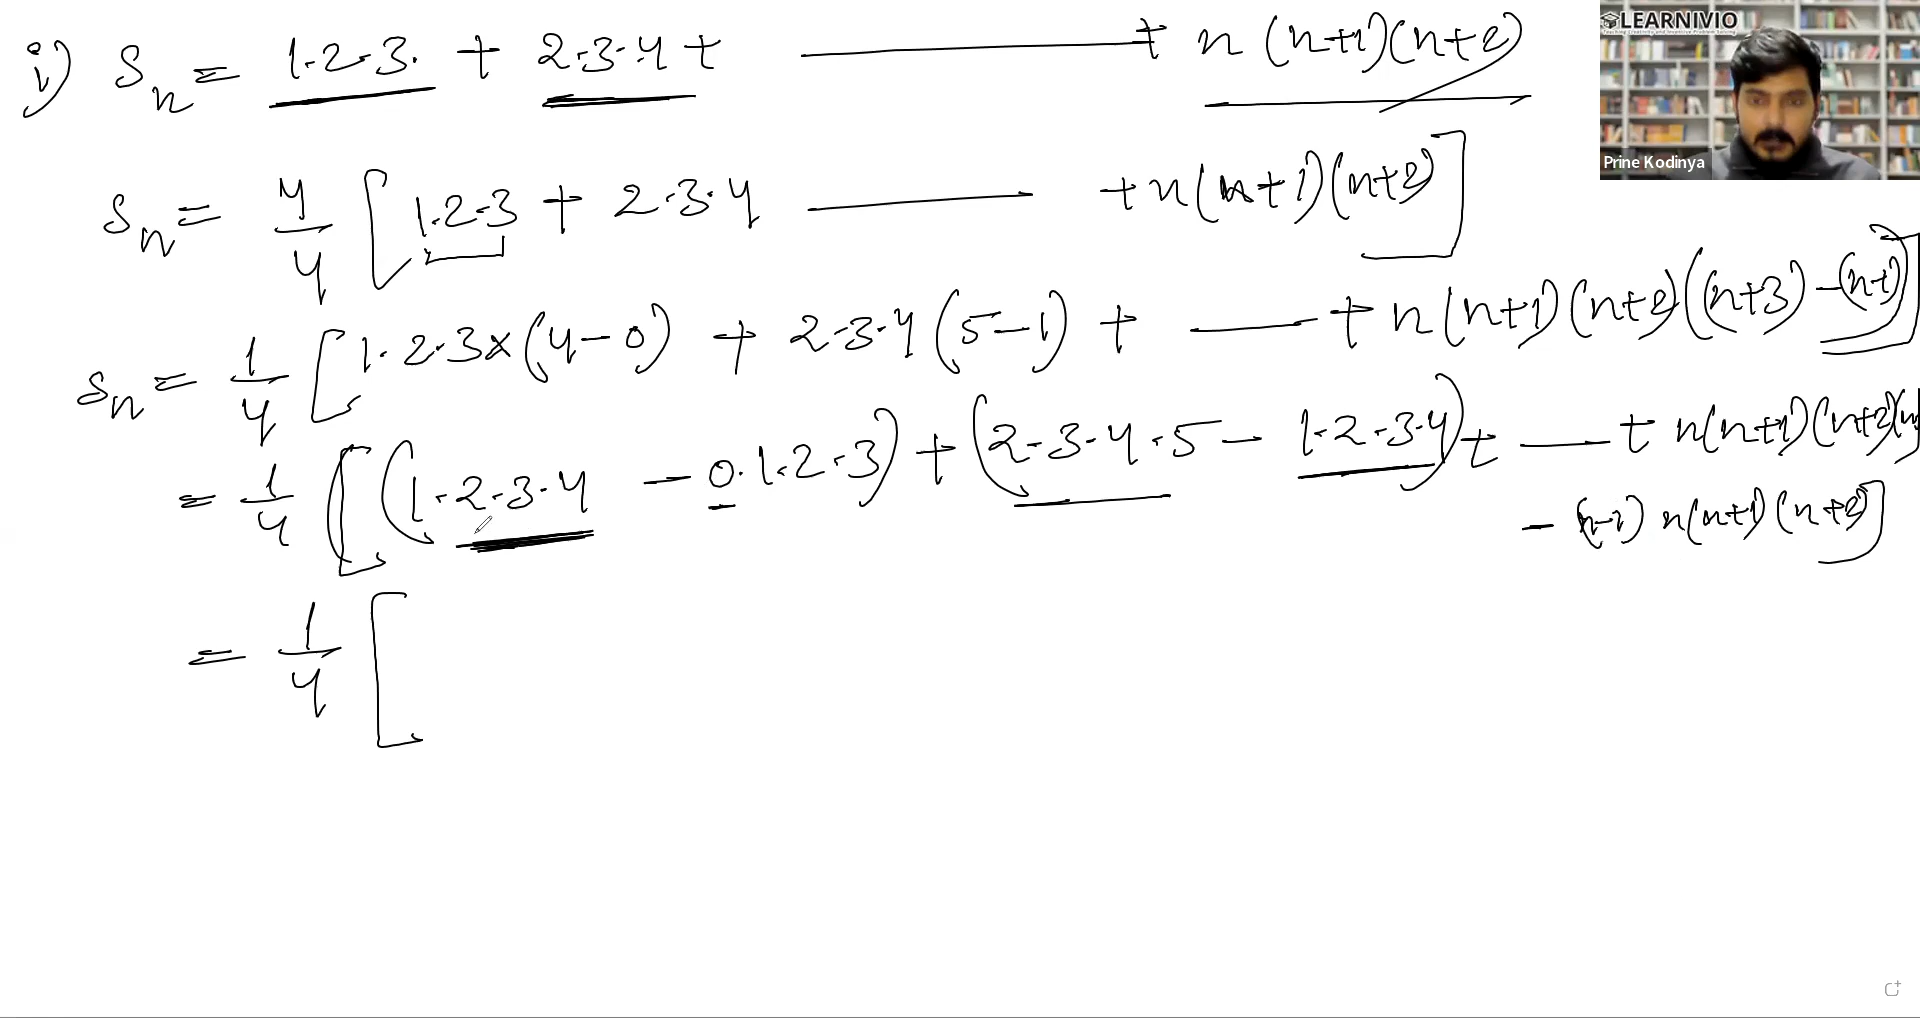 LEARNIVIO
Prine Kodinya
i) Sn = 1·2·3· + 2·3·4 + ——— + n (n+1)(n+2)
Sn = 4/4 [1·2·3 + 2·3·4 ——— + n(n+1)(n+2)]
Sn = 1/4 [1·2·3×(4-0) + 2·3·4(5-1) + ——— + n(n+1)(n+2)((n+3)-(n-1))]
= 1/4 [(1·2·3·4 - 0·1·2·3) + (2·3·4·5 - 1·2·3·4) + ——— + n(n+1)(n+2)(n
- (n-1) n(n+1)(n+2)]
= 1/4 [